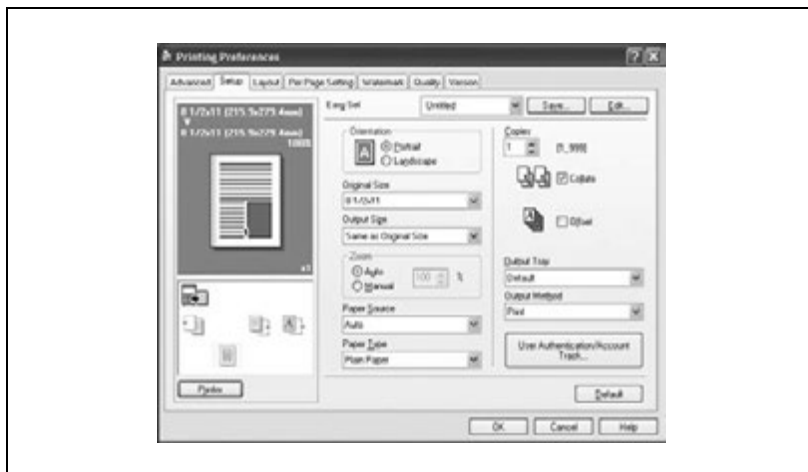 Printing Preferences
Advanced Setup Layout Per Page Setting Watermark Quality Version
8 1/2x11 (215.9x279.4mm)
8 1/2x11 (215.9x279.4mm)
100%
x1
Printer
Easy Set Untitled Save... Edit...
Orientation
Portrait
Landscape
Original Size
8 1/2x11
Output Size
Same as Original Size
Zoom
Auto
Manual
100 %
Paper Source
Auto
Paper Type
Plain Paper
Copies
1 [1..999]
Collate
Offset
Output Tray
Default
Output Method
Print
User Authentication/Account
Track...
Default
OK Cancel Help